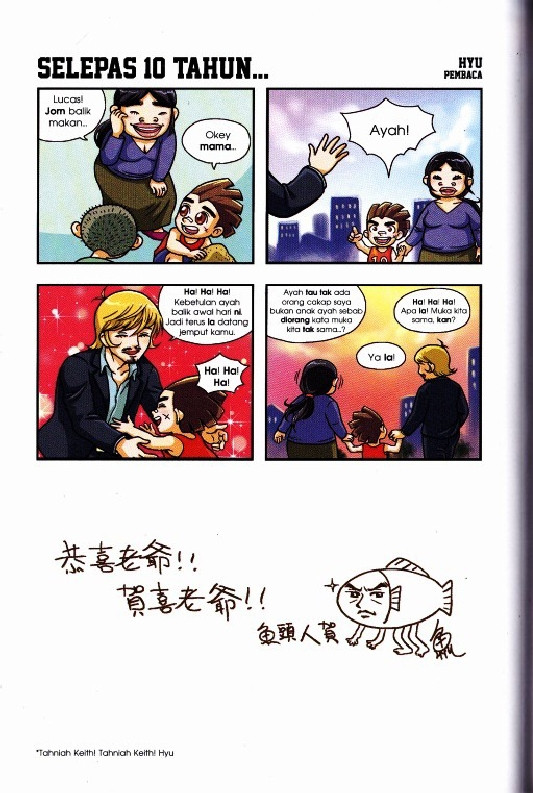 SELEPAS 10 TAHUN...
HYU
PEMBACA
Lucas!
Jom balik
makan..
Okey
mama..
Ayah!
Ha! Ha! Ha!
Kebetulan ayah
balik awal hari ni.
Jadi terus la datang
jemput kamu.
Ha! Ha!
Ha!
Ayah tau tak ada
orang cakap saya
bukan anak ayah sebab
diorang kata muka
kita tak sama..?
Ha! Ha! Ha!
Apa la! Muka kita
sama, kan?
Ya la!
恭喜老爺!!
賀喜老爺!!
魚頭人賀
魚
*Tahniah Keith! Tahniah Keith! Hyu